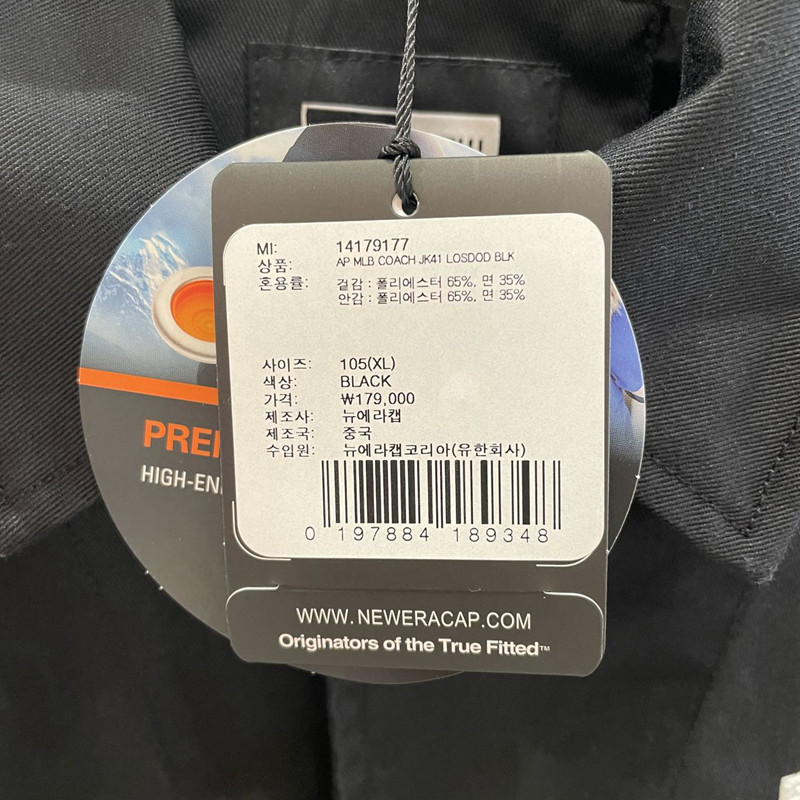 MI: 14179177
상품: AP MLB COACH JK41 LOSDOD BLK
혼용률: 겉감 : 폴리에스터 65%, 면 35%
안감 : 폴리에스터 65%, 면 35%
사이즈: 105(XL)
색상: BLACK
가격: ₩179,000
제조사: 뉴에라캡
제조국: 중국
수입원: 뉴에라캡코리아(유한회사)
0 197884 189348
WWW.NEWERACAP.COM
Originators of the True Fitted™